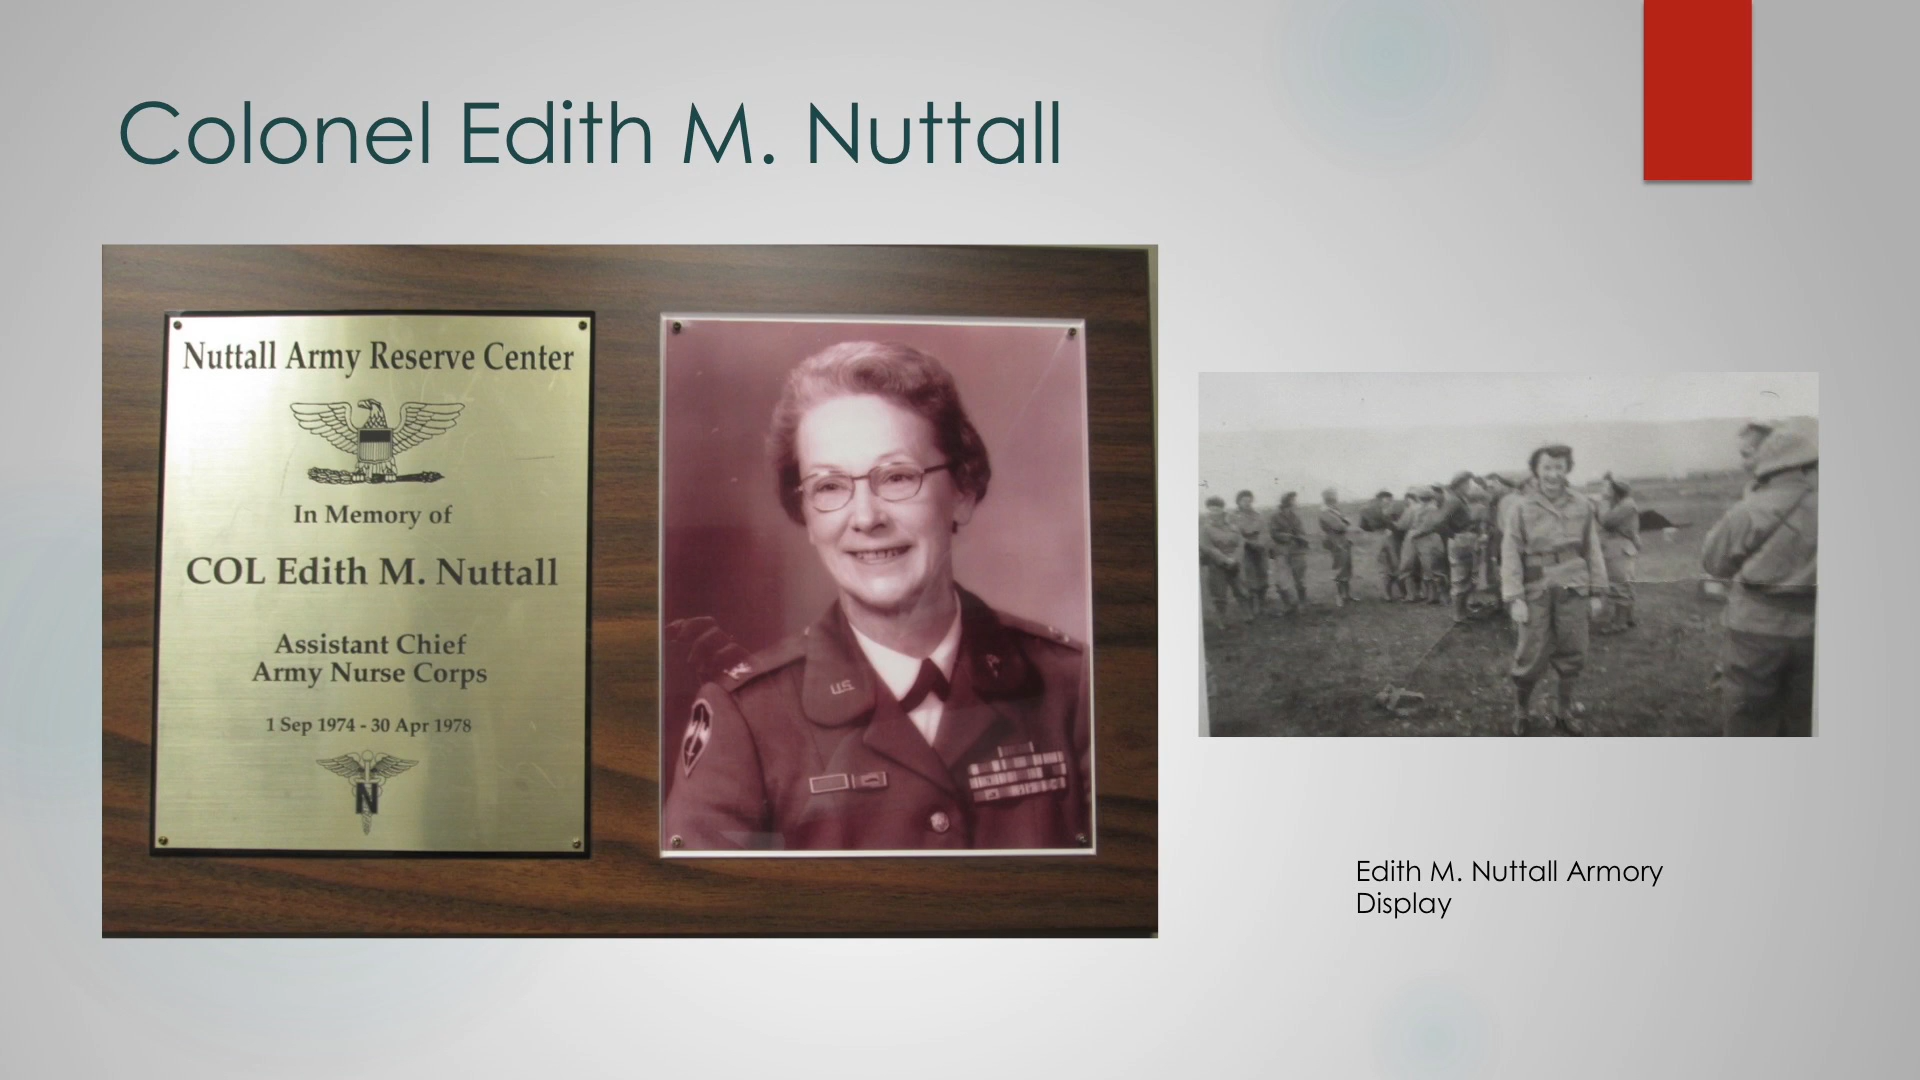 Colonel Edith M. Nuttall
Nuttall Army Reserve Center
In Memory of
COL Edith M. Nuttall
Assistant Chief
Army Nurse Corps
1 Sep 1974 - 30 Apr 1978
N
U.S.
Edith M. Nuttall Armory
Display